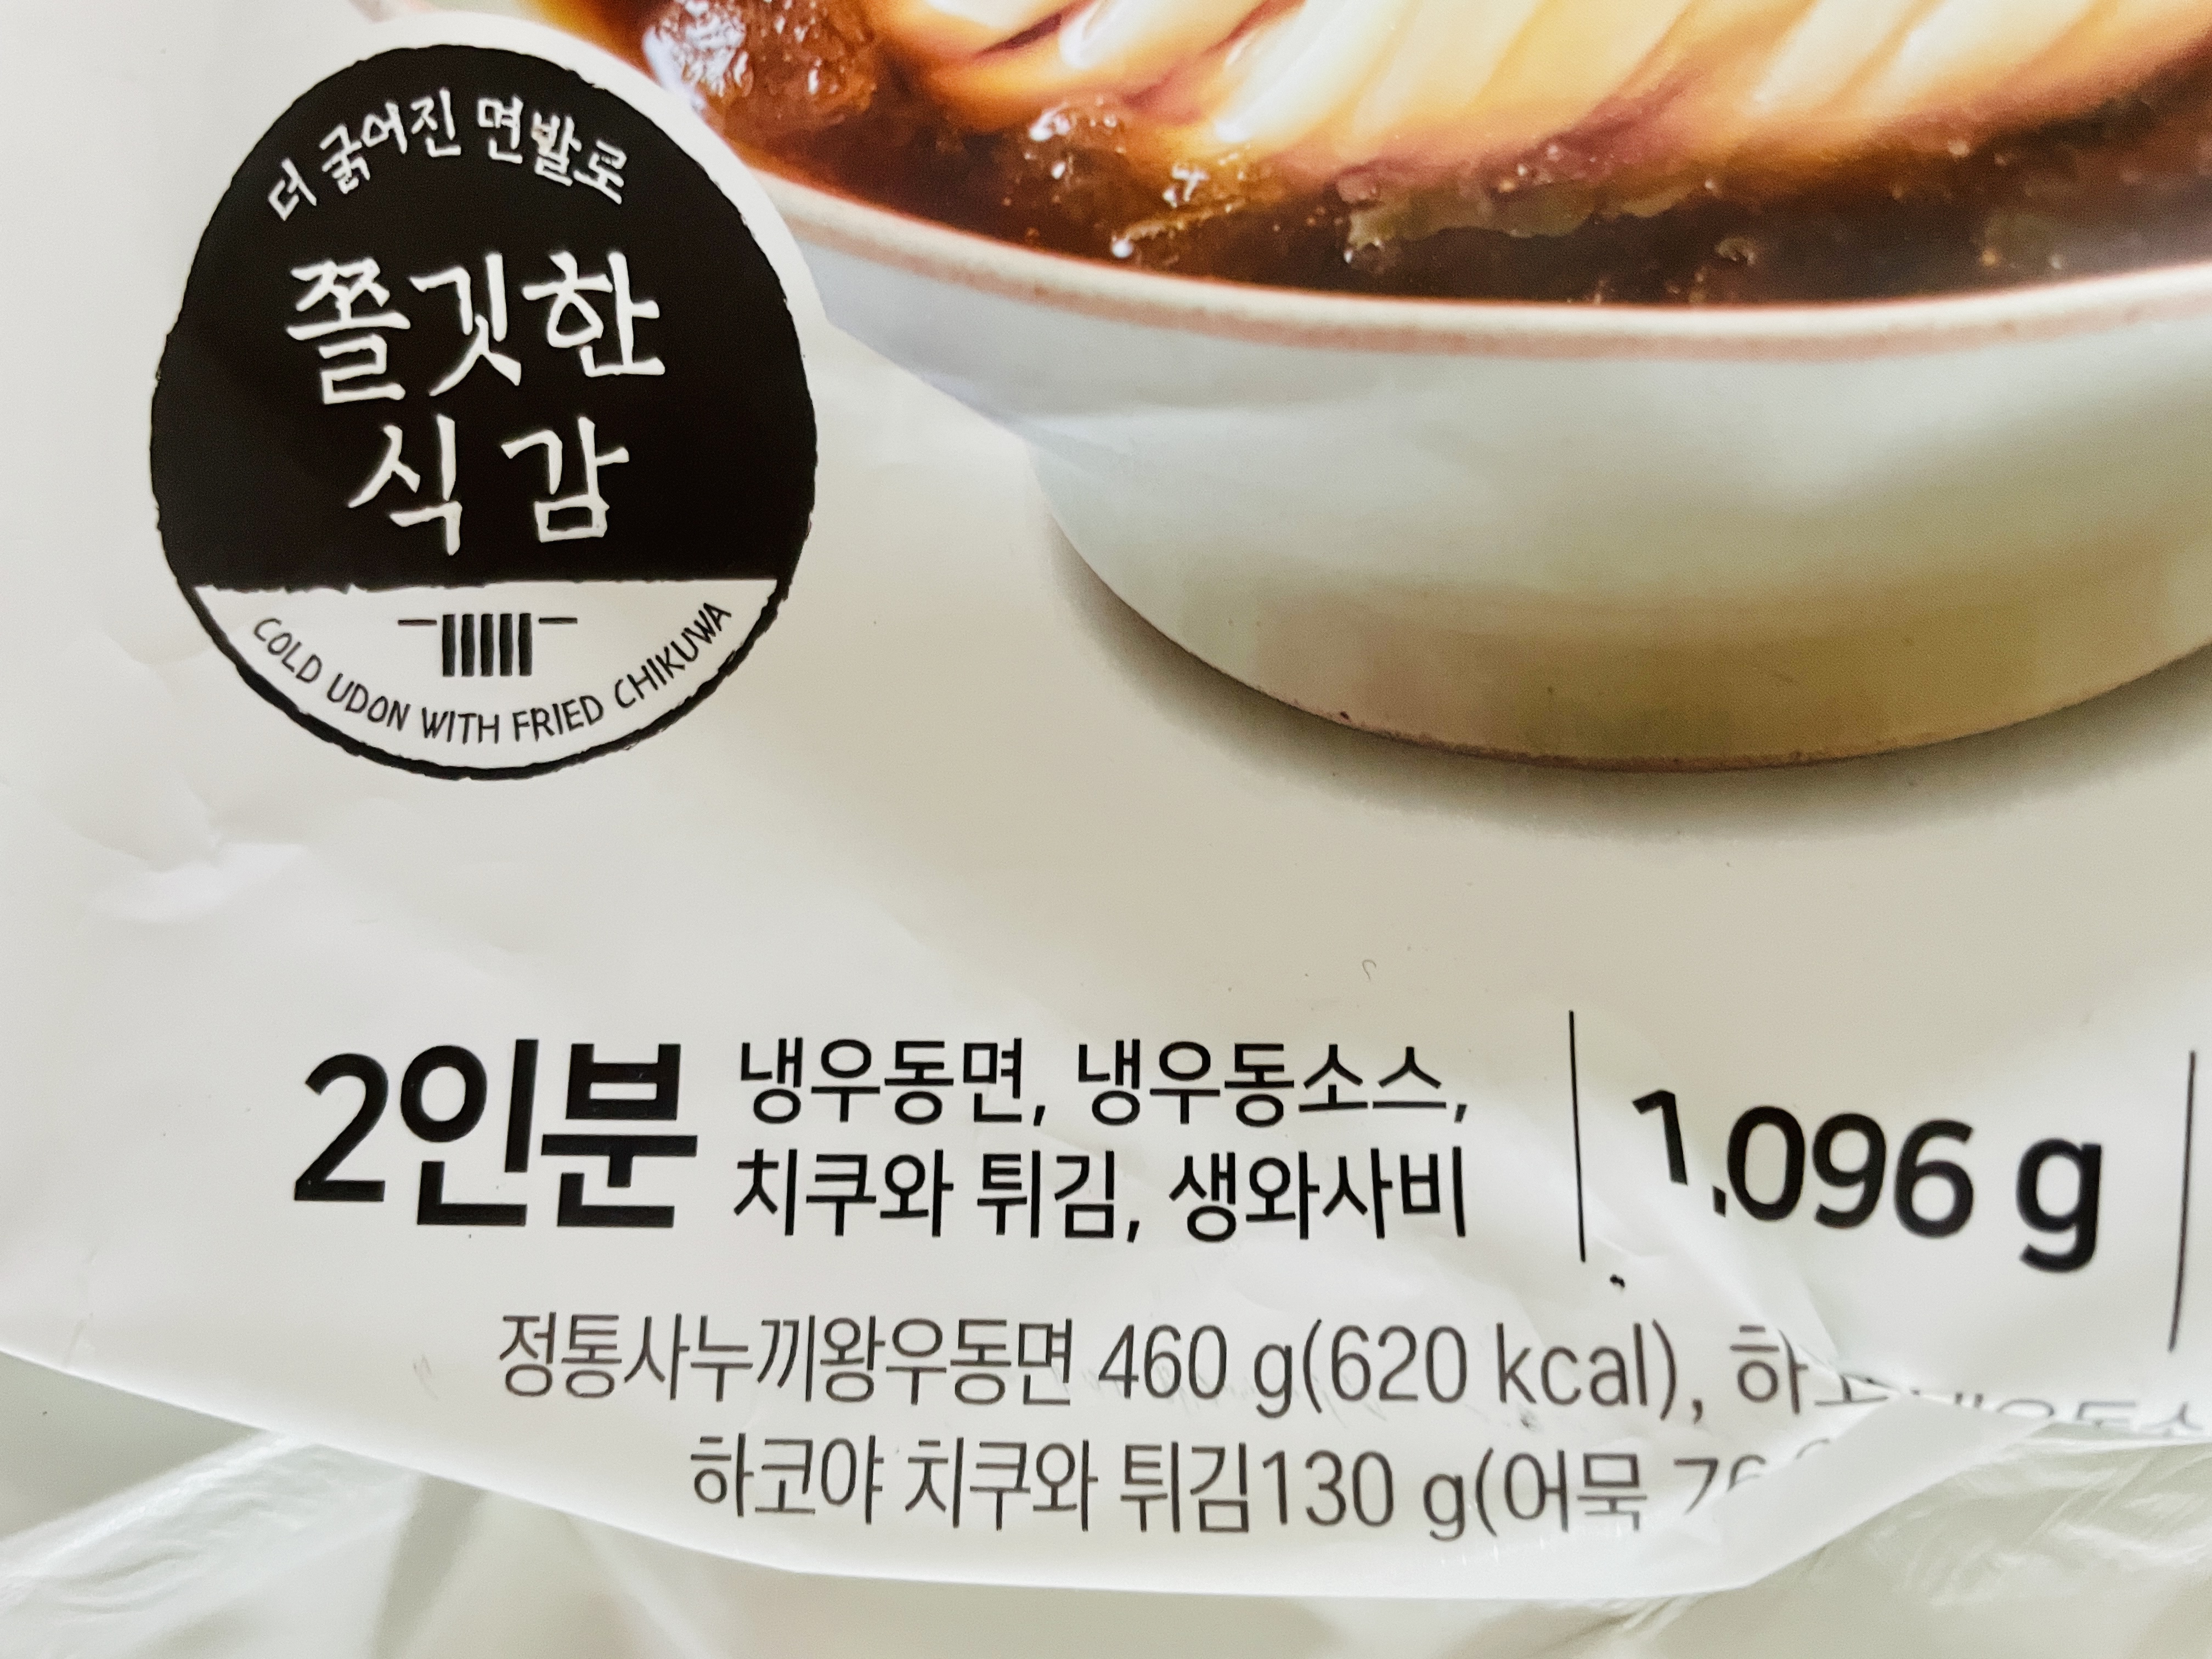 더 굵어진 면발로
쫄깃한
식감
COLD UDON WITH FRIED CHIKUWA
2인분
냉우동면, 냉우동소스,
치쿠와 튀김, 생와사비
1,096 g
정통사누끼왕우동면 460 g(620 kcal),
하코야 치쿠와 튀김130 g(어묵